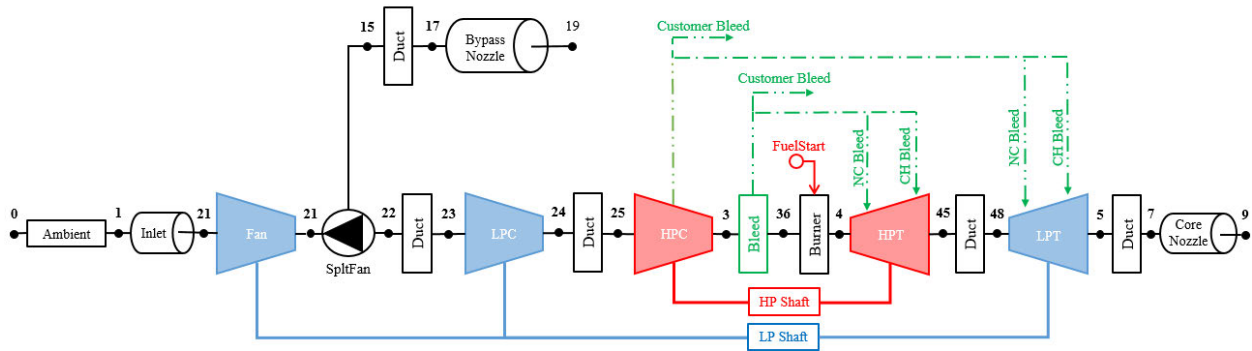 15
17
19
Duct
Bypass
Nozzle
Customer Bleed
Customer Bleed
FuelStart
NC Bleed
CH Bleed
NC Bleed
CH Bleed
0
Ambient
1
Inlet
21
Fan
21
SpltFan
22
Duct
23
LPC
24
Duct
25
HPC
3
Bleed
36
Burner
4
HPT
45
Duct
48
LPT
5
Duct
7
Core
Nozzle
9
HP Shaft
LP Shaft